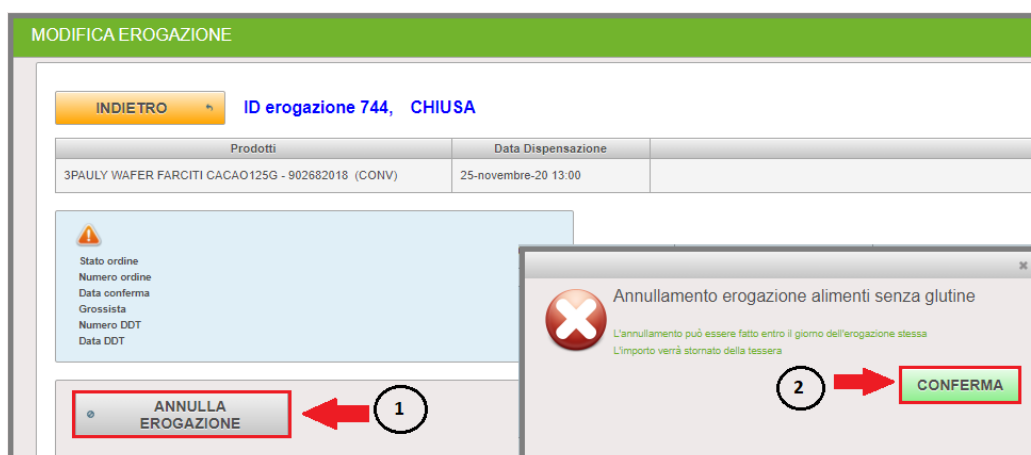 MODIFICA EROGAZIONE
INDIETRO
ID erogazione 744, CHIUSA
Prodotti
Data Dispensazione
3PAULY WAFER FARCITI CACAO125G - 902682018 (CONV)
25-novembre-20 13:00
Stato ordine
Numero ordine
Data conferma
Grossista
Numero DDT
Data DDT
ANNULLA
EROGAZIONE
1
Annullamento erogazione alimenti senza glutine
L'annullamento può essere fatto entro il giorno dell'erogazione stessa
L'importo verrà stornato della tessera
2
CONFERMA